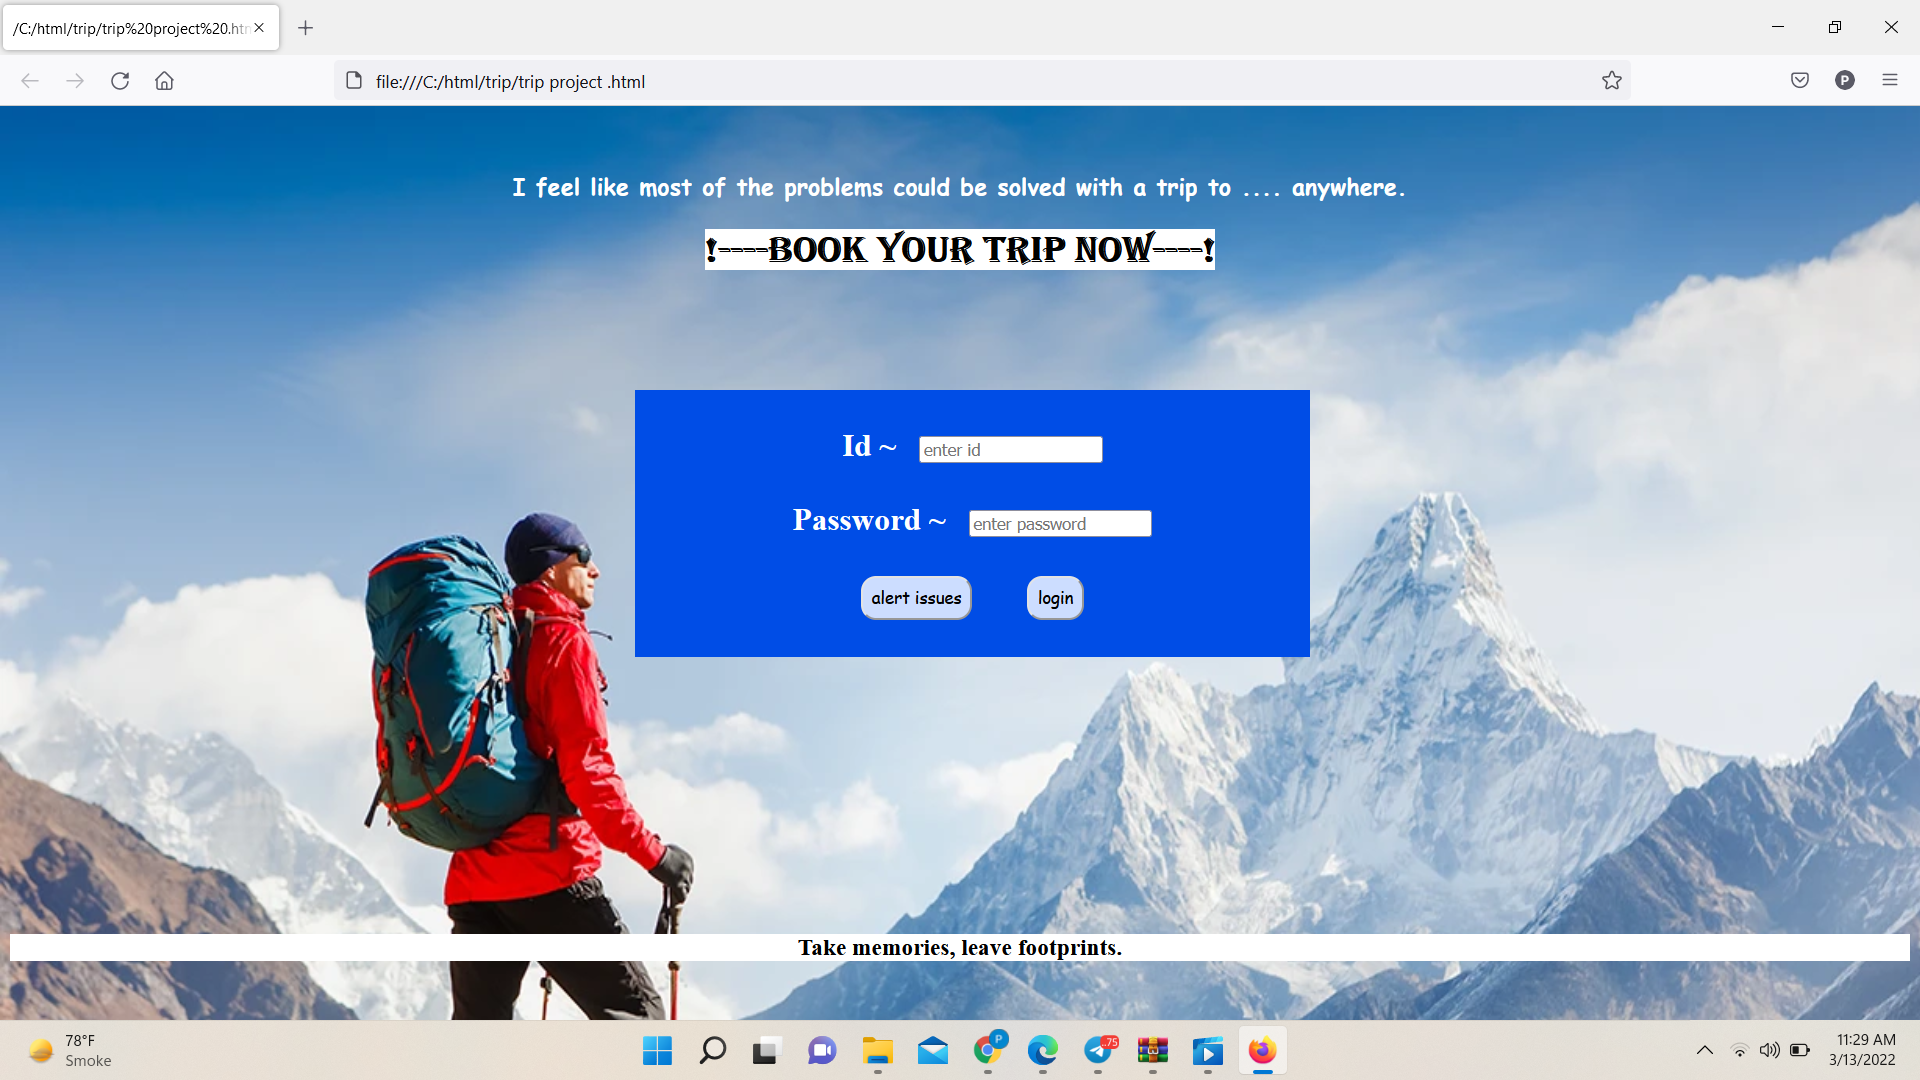 /C:/html/trip/trip%20project%20.htm
file:///C:/html/trip/trip project .html
P
I feel like most of the problems could be solved with a trip to .... anywhere.
!----BOOK YOUR TRIP NOW----!
Id ~ enter id
Password ~ enter password
alert issues login
Take memories, leave footprints.
78°F
Smoke
P
..75
11:29 AM
3/13/2022